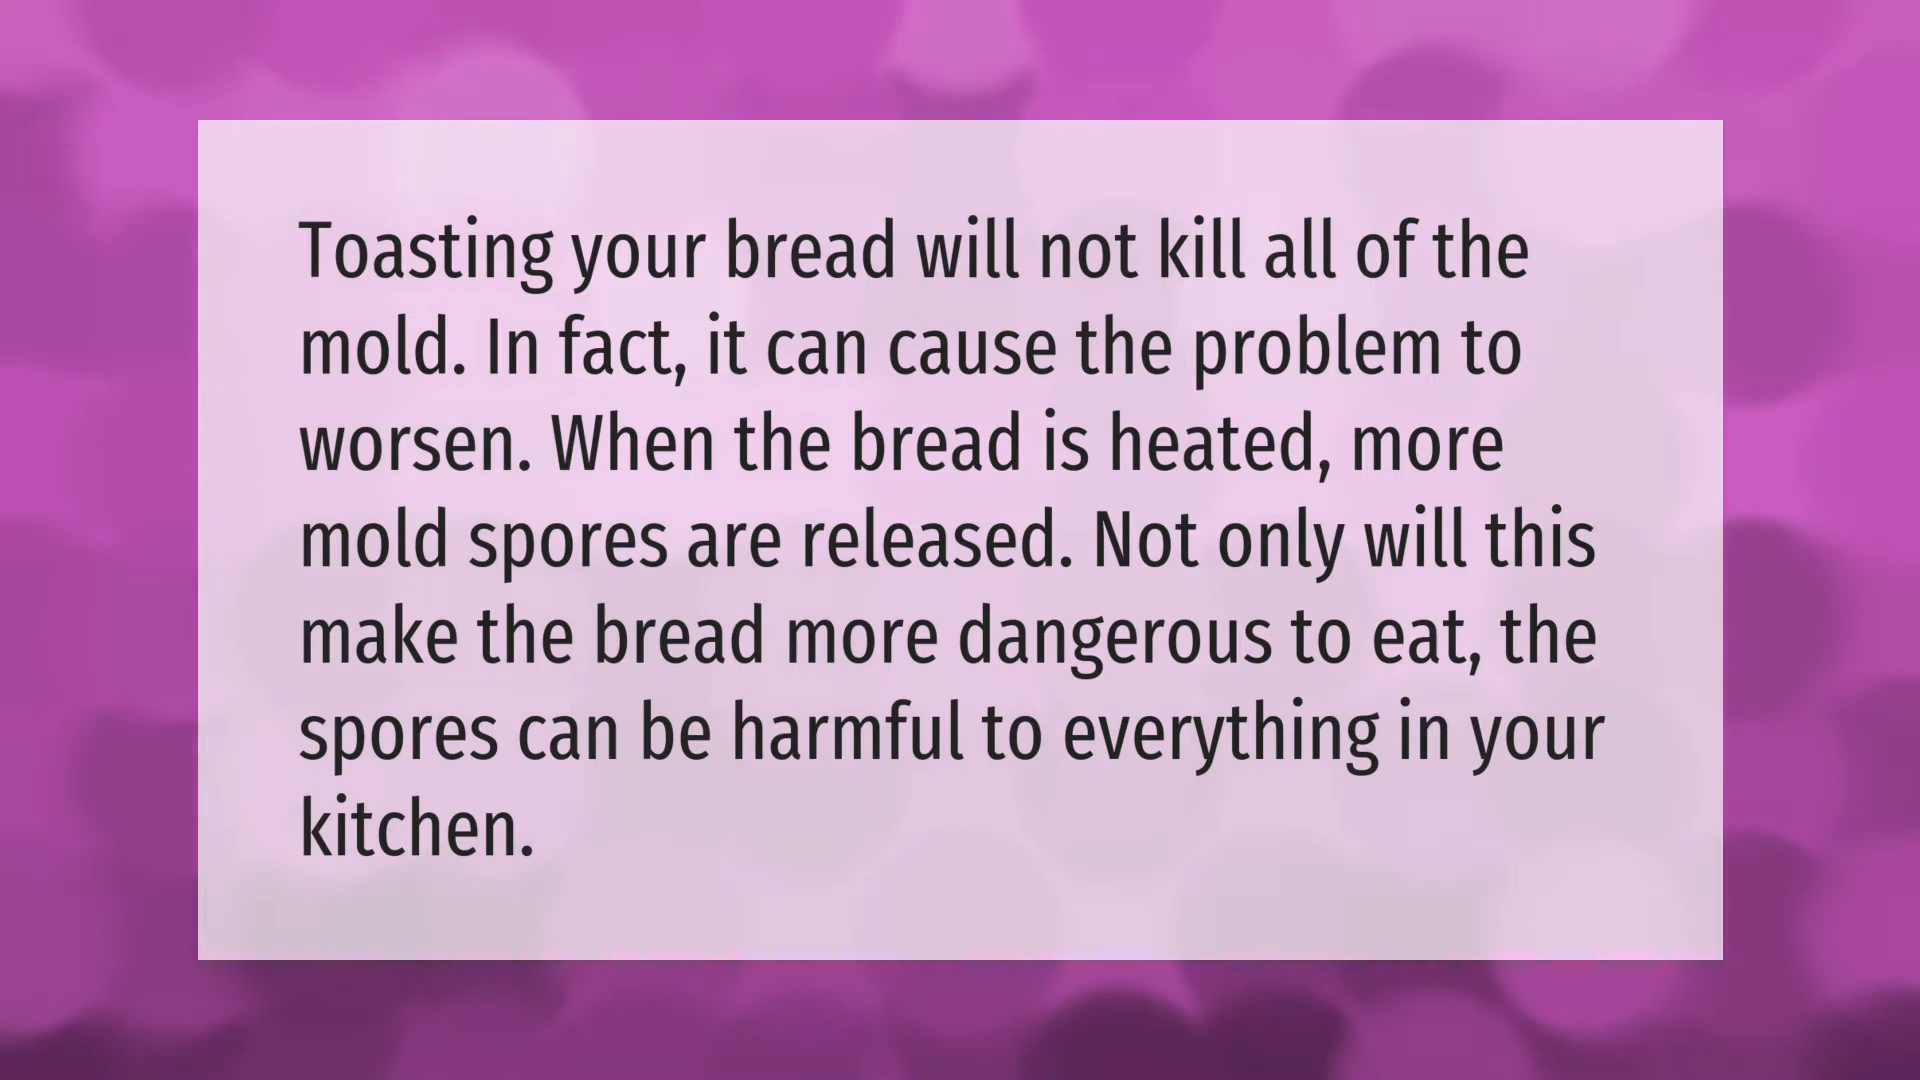 Toasting your bread will not kill all of the
mold. In fact, it can cause the problem to
worsen. When the bread is heated, more
mold spores are released. Not only will this
make the bread more dangerous to eat, the
spores can be harmful to everything in your
kitchen.